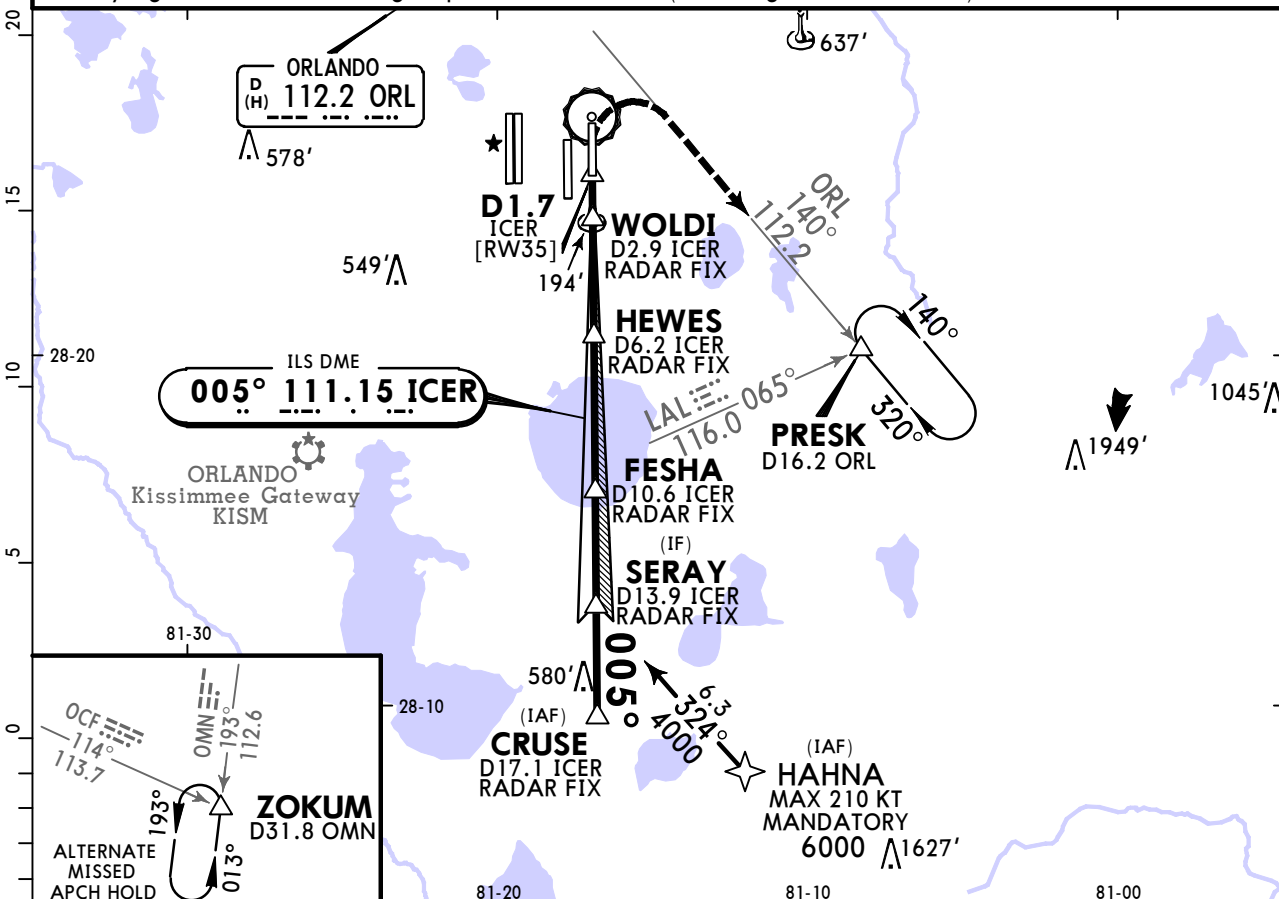 20
637'
ORLANDO
D
(H)
112.2 ORL
578'
15
D1.7
ICER
[RW35]
WOLDI
D2.9 ICER
RADAR FIX
194'
549'
ORL
140°
112.2
HEWES
D6.2 ICER
RADAR FIX
140°
320°
28-20
10
ILS DME
005° 111.15 ICER
LAL
065°
116.0
PRESK
D16.2 ORL
1045'
1949'
ORLANDO
Kissimmee Gateway
KISM
FESHA
D10.6 ICER
RADAR FIX
5
(IF)
SERAY
D13.9 ICER
RADAR FIX
81-30
005°
580'
6.3
324°
4000
28-10
0
(IAF)
CRUSE
D17.1 ICER
RADAR FIX
(IAF)
HAHNA
MAX 210 KT
MANDATORY
6000
1627'
OCF
114°
113.7
OMN
193°
112.6
193°
013°
ZOKUM
D31.8 OMN
ALTERNATE
MISSED
APCH HOLD
81-20
81-10
81-00